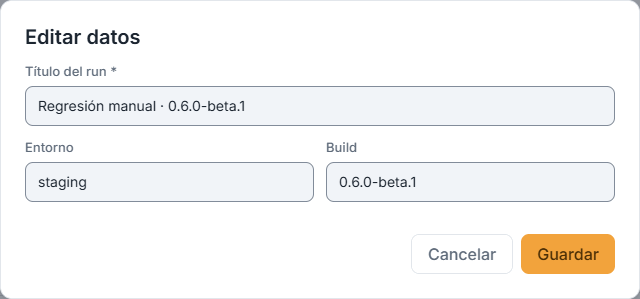 Editar datos
Título del run *
Regresión manual · 0.6.0-beta.1
Entorno
Build
staging
0.6.0-beta.1
Cancelar
Guardar